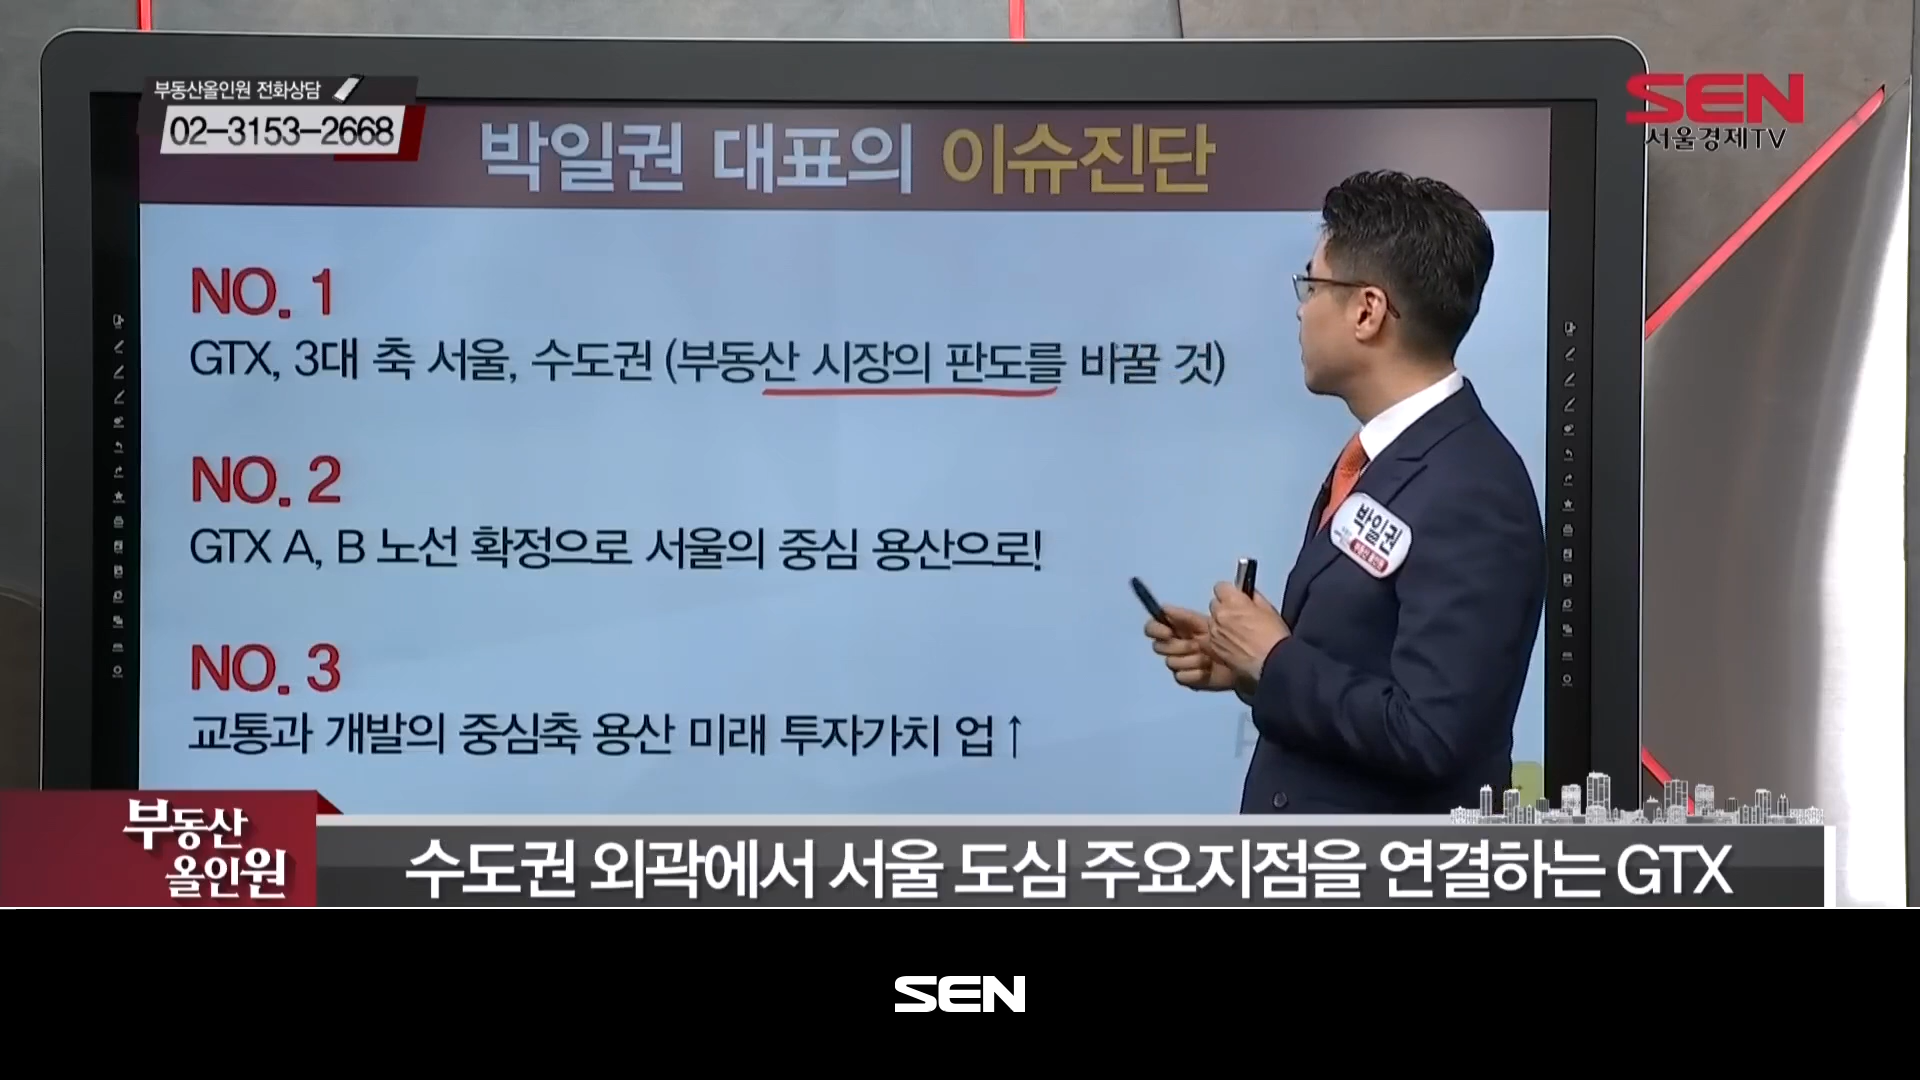 부동산올인원 전화상담
02-3153-2668
SEN
서울경제TV
박일권 대표의 이슈진단
NO. 1
GTX, 3대 축 서울, 수도권 (부동산 시장의 판도를 바꿀 것)
NO. 2
GTX A, B 노선 확정으로 서울의 중심 용산으로!
NO. 3
교통과 개발의 중심축 용산 미래 투자가치 업↑
박일권
부동산
올인원
수도권 외곽에서 서울 도심 주요지점을 연결하는 GTX
SEN